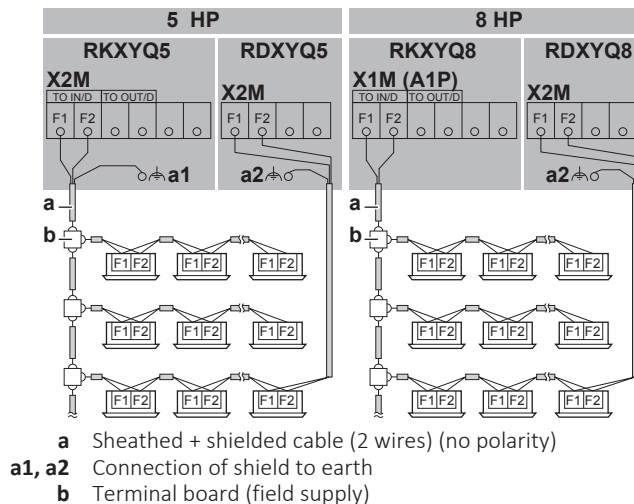 5 HP 8 HP
RKXYQ5 RDXYQ5 RKXYQ8 RDXYQ8
X2M X2M X1M (A1P) X2M
TO IN/D TO OUT/D TO IN/D TO OUT/D
F1 F2 F1 F2 F1 F2 F1 F2
a1 a2 a2
a a
b b
F1 F2 F1 F2 F1 F2 F1 F2 F1 F2 F1 F2
F1 F2 F1 F2 F1 F2 F1 F2 F1 F2 F1 F2
F1 F2 F1 F2 F1 F2 F1 F2 F1 F2 F1 F2
a Sheathed + shielded cable (2 wires) (no polarity)
a1, a2 Connection of shield to earth
b Terminal board (field supply)